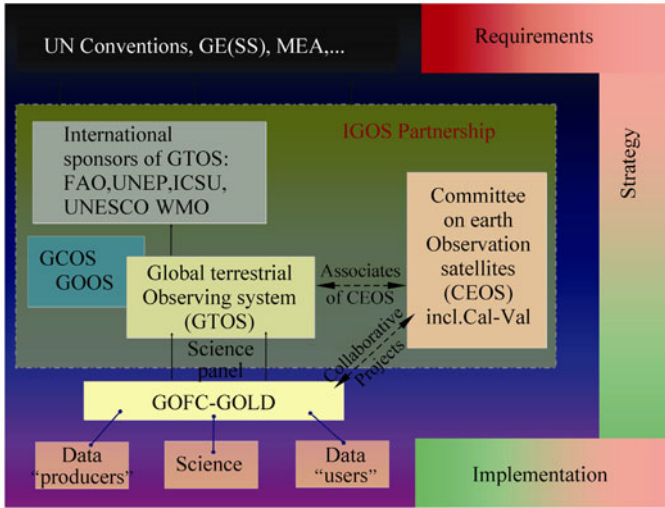 UN Conventions, GE(SS), MEA,...
Requirements
IGOS Partnership
International
sponsors of GTOS:
FAO,UNEP,ICSU,
UNESCO WMO
Strategy
Committee
on earth
Observation
satellites
(CEOS)
incl.Cal-Val
GCOS
GOOS
Global terrestrial
Observing system
(GTOS)
Associates
of CEOS
Science
panel
Collaborative
Projects
GOFC-GOLD
Data
“producers”
Science
Data
“users”
Implementation